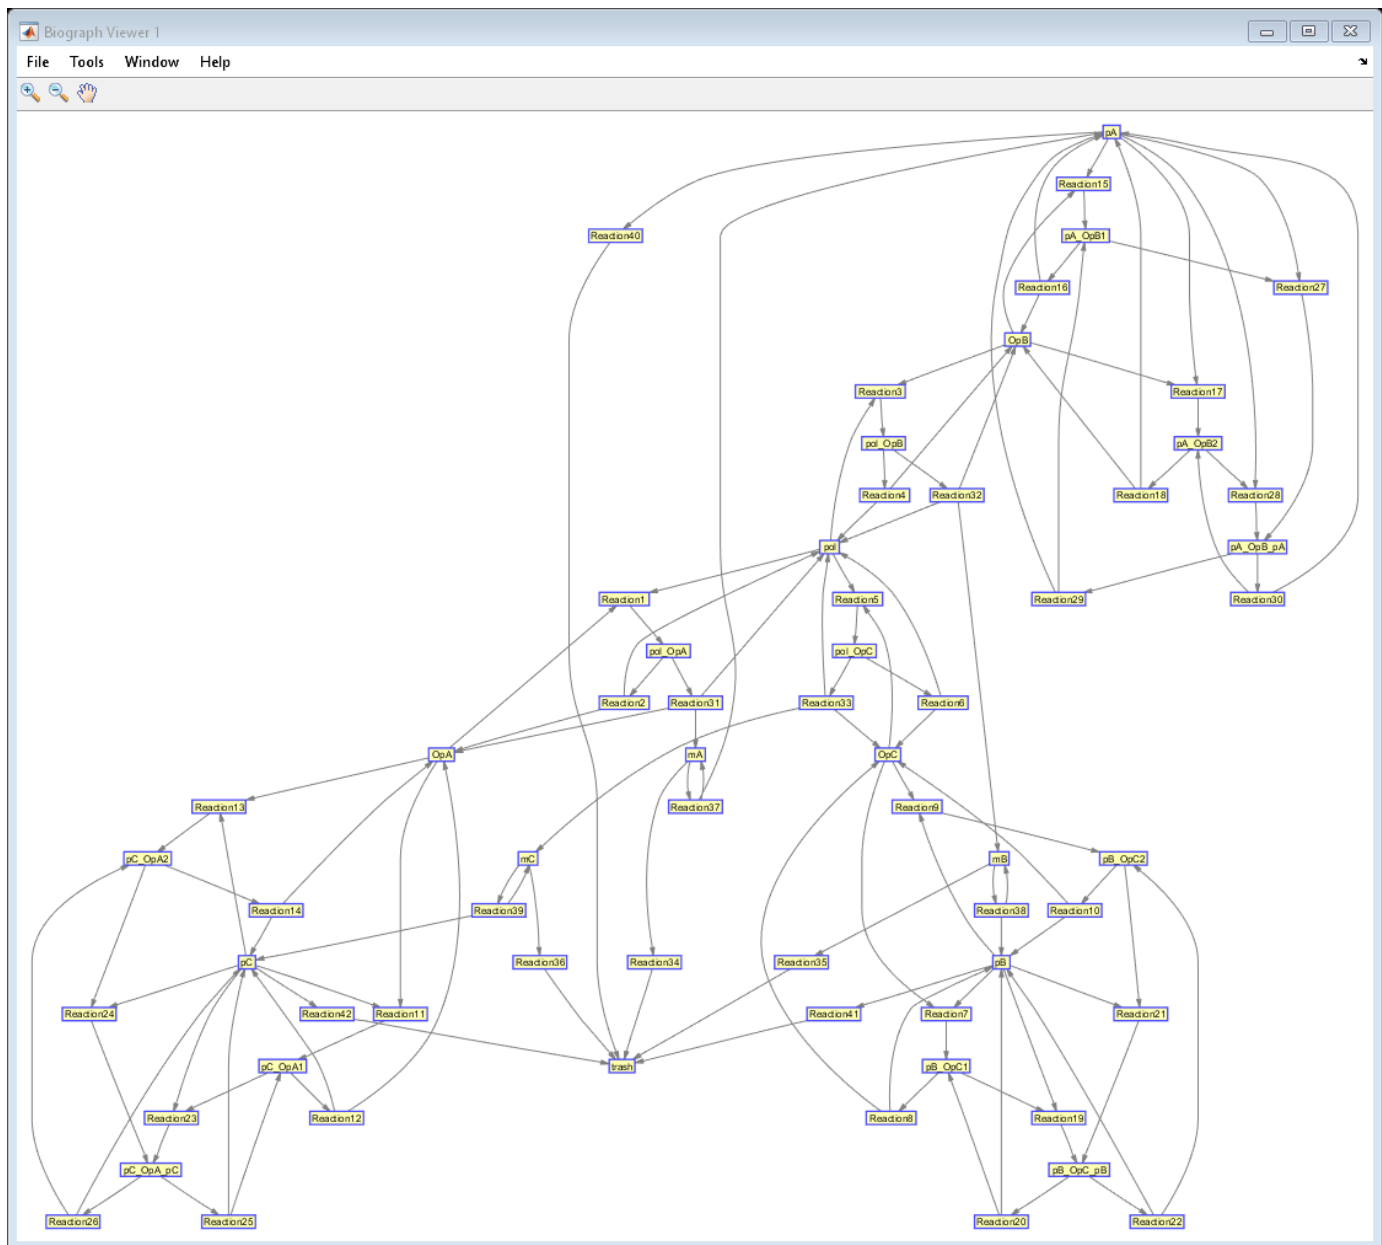 Biograph Viewer 1
File Tools Window Help
pA
Reaction15
Reaction40 pA_OpB1
Reaction16 Reaction27
OpB
Reaction3 Reaction17
pol_OpB pA_OpB2
Reaction4 Reaction32 Reaction18 Reaction28
pol pA_OpB_pA
Reaction1 Reaction5 Reaction29 Reaction30
pol_OpA pol_OpC
Reaction2 Reaction31 Reaction33 Reaction6
OpA mA OpC
Reaction13 Reaction37 Reaction9
pC_OpA2 mC mB pB_OpC2
Reaction14 Reaction39 Reaction38 Reaction10
pC Reaction36 Reaction34 Reaction35 pB
Reaction24 Reaction42 Reaction11 Reaction41 Reaction7 Reaction21
pC_OpA1 trash pB_OpC1
Reaction23 Reaction12 Reaction8 Reaction19
pC_OpA_pC pB_OpC_pB
Reaction26 Reaction25 Reaction20 Reaction22